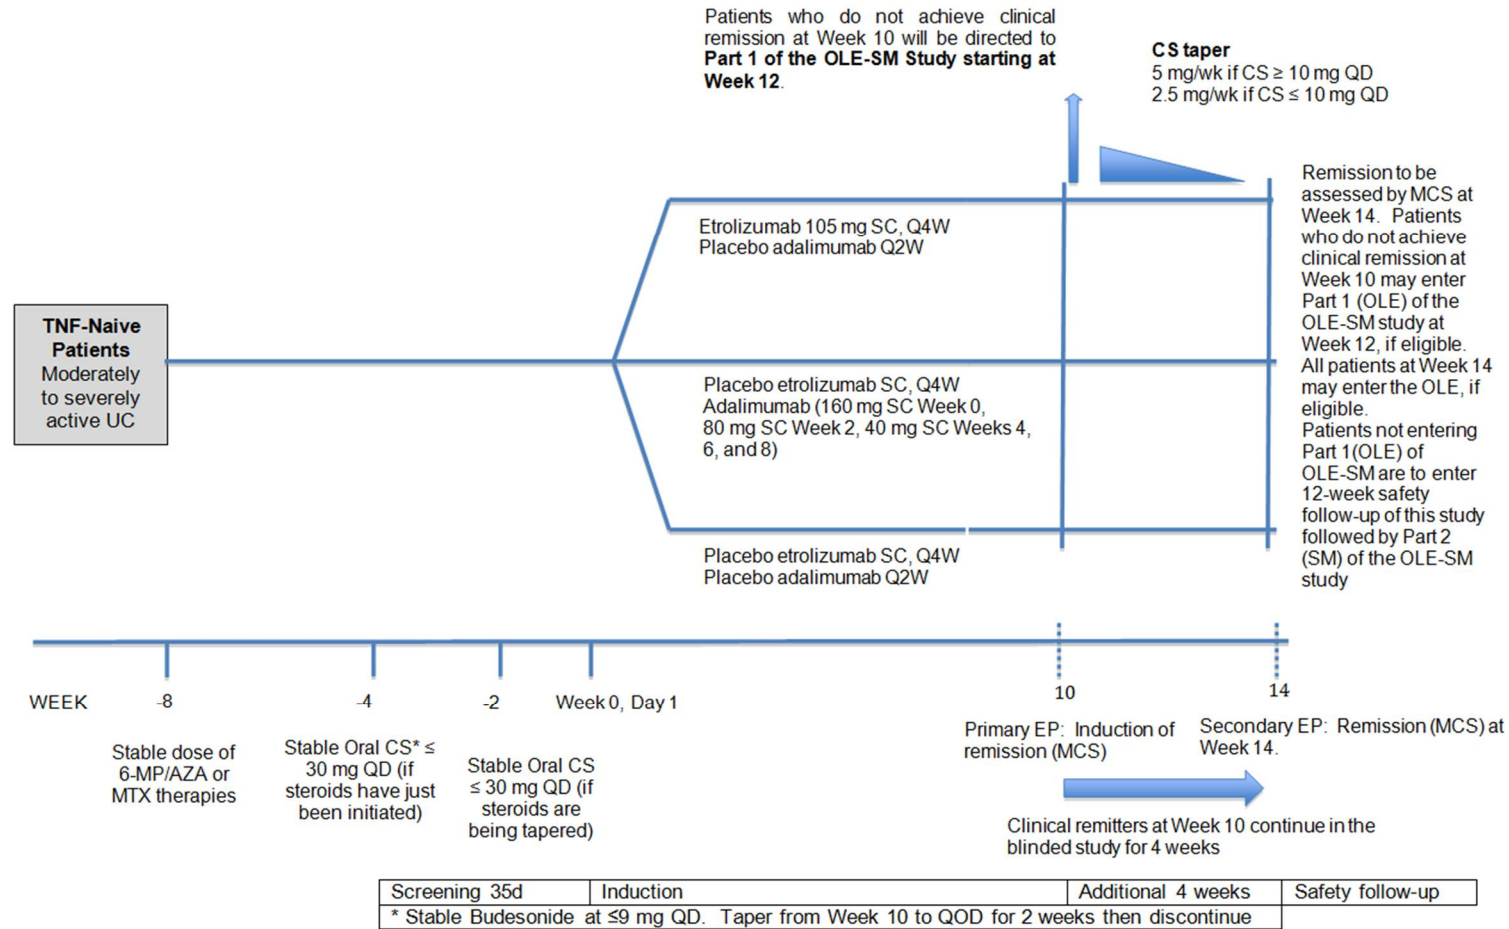 Patients who do not achieve clinical
remission at Week 10 will be directed to
Part 1 of the OLE-SM Study starting at
Week 12.
CS taper
5 mg/wk if CS ≥ 10 mg QD
2.5 mg/wk if CS ≤ 10 mg QD
TNF-Naive
Patients
Moderately
to severely
active UC
Etrolizumab 105 mg SC, Q4W
Placebo adalimumab Q2W
Placebo etrolizumab SC, Q4W
Adalimumab (160 mg SC Week 0,
80 mg SC Week 2, 40 mg SC Weeks 4,
6, and 8)
Placebo etrolizumab SC, Q4W
Placebo adalimumab Q2W
Remission to be
assessed by MCS at
Week 14. Patients
who do not achieve
clinical remission at
Week 10 may enter
Part 1 (OLE) of the
OLE-SM study at
Week 12, if eligible.
All patients at Week 14
may enter the OLE, if
eligible.
Patients not entering
Part 1(OLE) of
OLE-SM are to enter
12-week safety
follow-up of this study
followed by Part 2
(SM) of the OLE-SM
study
WEEK
-8
-4
-2
Week 0, Day 1
10
14
Stable dose of
6-MP/AZA or
MTX therapies
Stable Oral CS* ≤
30 mg QD (if
steroids have just
been initiated)
Stable Oral CS
≤ 30 mg QD (if
steroids are
being tapered)
Primary EP: Induction of
remission (MCS)
Secondary EP: Remission (MCS) at
Week 14.
Clinical remitters at Week 10 continue in the
blinded study for 4 weeks
Screening 35d
Induction
Additional 4 weeks
Safety follow-up
* Stable Budesonide at ≤9 mg QD. Taper from Week 10 to QOD for 2 weeks then discontinue